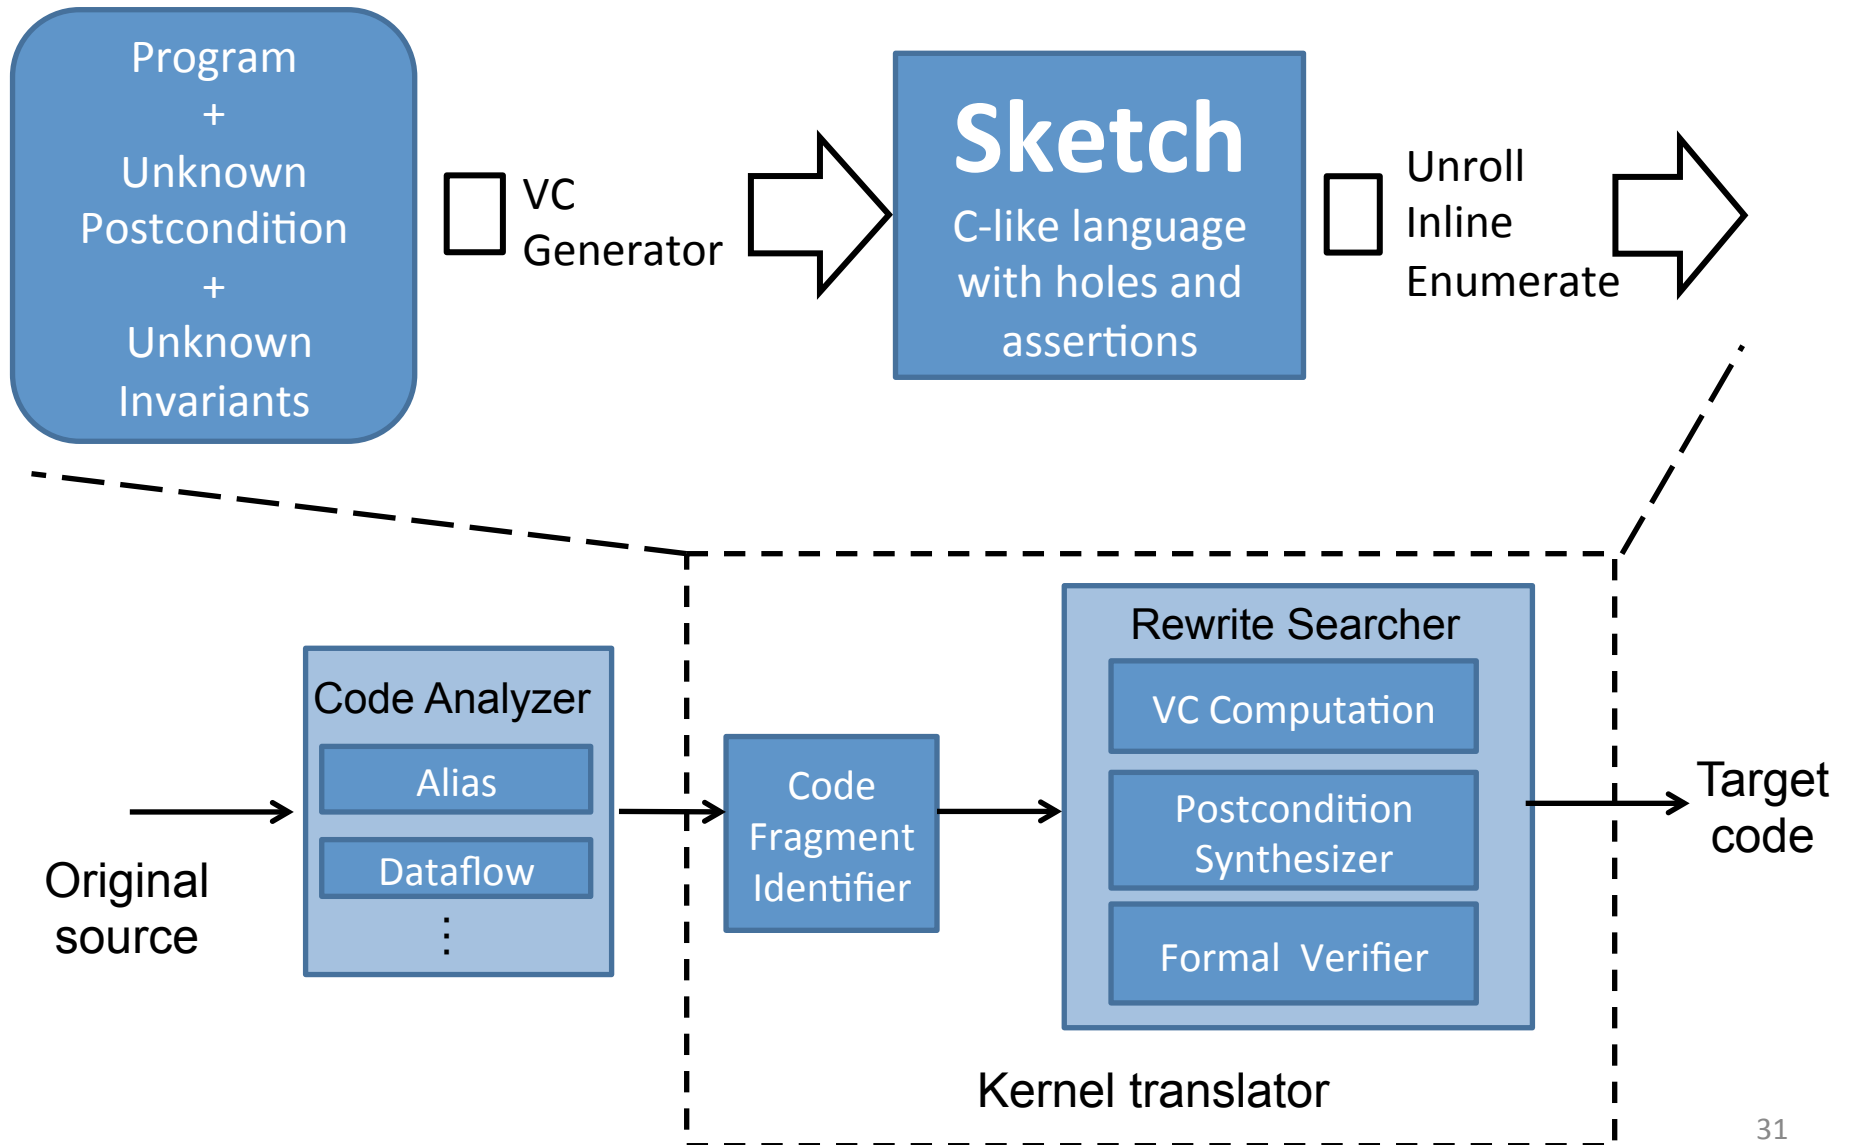 Program
+
Unknown
Postcondition
+
Unknown
Invariants
VC
Generator
Sketch
C-like language
with holes and
assertions
Unroll
Inline
Enumerate
Original
source
Code Analyzer
Alias
Dataflow
⋮
Code
Fragment
Identifier
Rewrite Searcher
VC Computation
Postcondition
Synthesizer
Formal Verifier
Kernel translator
Target
code
31